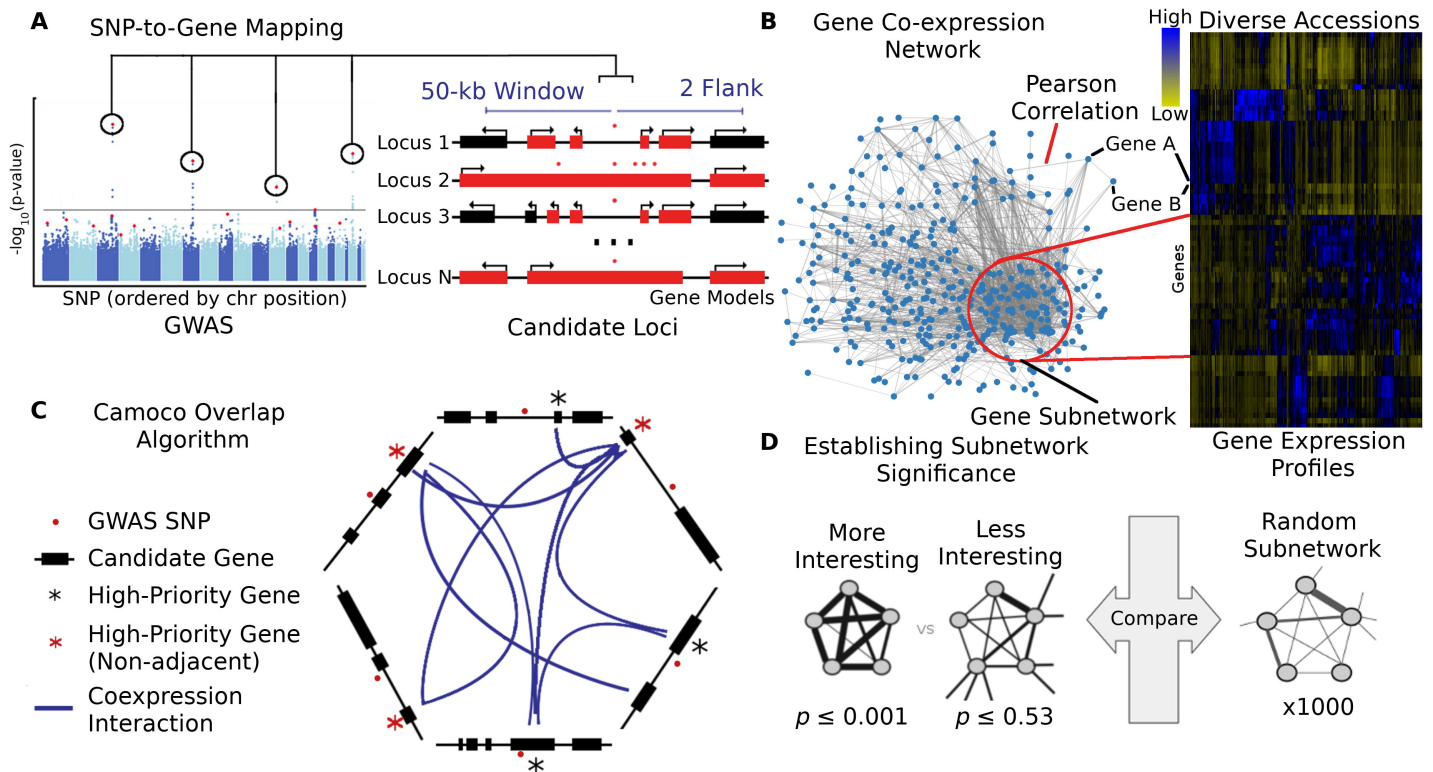 A
SNP-to-Gene Mapping
-log10(p-value)
SNP (ordered by chr position)
GWAS
50-kb Window
2 Flank
Locus 1
Locus 2
Locus 3
Locus N
Gene Models
Candidate Loci
B
Gene Co-expression
Network
Pearson
Correlation
High
Low
Diverse Accessions
Gene A
Gene B
Genes
Gene Subnetwork
Gene Expression
Profiles
C
Camoco Overlap
Algorithm
GWAS SNP
Candidate Gene
High-Priority Gene
High-Priority Gene
(Non-adjacent)
Coexpression
Interaction
D
Establishing Subnetwork
Significance
More
Interesting
vs
Less
Interesting
p ≤ 0.001
p ≤ 0.53
Compare
Random
Subnetwork
x1000